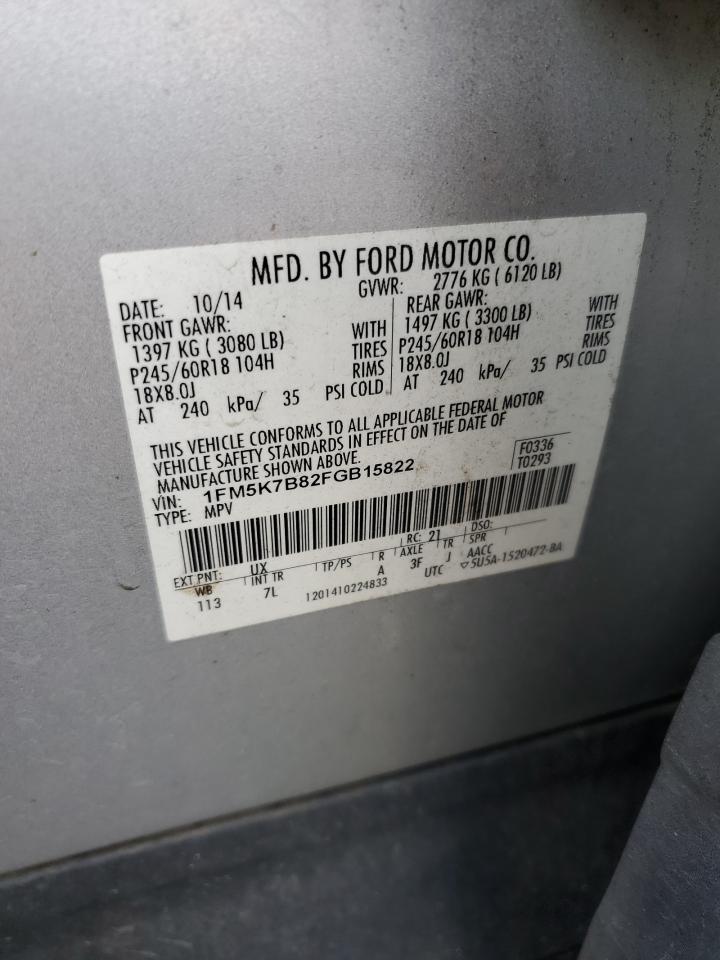 MFD. BY FORD MOTOR CO.
DATE: 10/14 GVWR: 2776 KG ( 6120 LB)
FRONT GAWR: REAR GAWR:
1397 KG ( 3080 LB) WITH 1497 KG ( 3300 LB) WITH
P245/60R18 104H TIRES P245/60R18 104H TIRES
18X8.0J RIMS 18X8.0J RIMS
AT 240 kPa/ 35 PSI COLD AT 240 kPa/ 35 PSI COLD
THIS VEHICLE CONFORMS TO ALL APPLICABLE FEDERAL MOTOR
VEHICLE SAFETY STANDARDS IN EFFECT ON THE DATE OF
MANUFACTURE SHOWN ABOVE.
F0336
T0293
VIN: 1FM5K7B82FGB15822
TYPE: MPV
EXT PNT: UX RC: 21 DSO:
WB INT TR TP/PS R AXLE TR SPR
113 7L A 3F J AACC
1201410224833 UTC ▽5U5A-1520472-BA